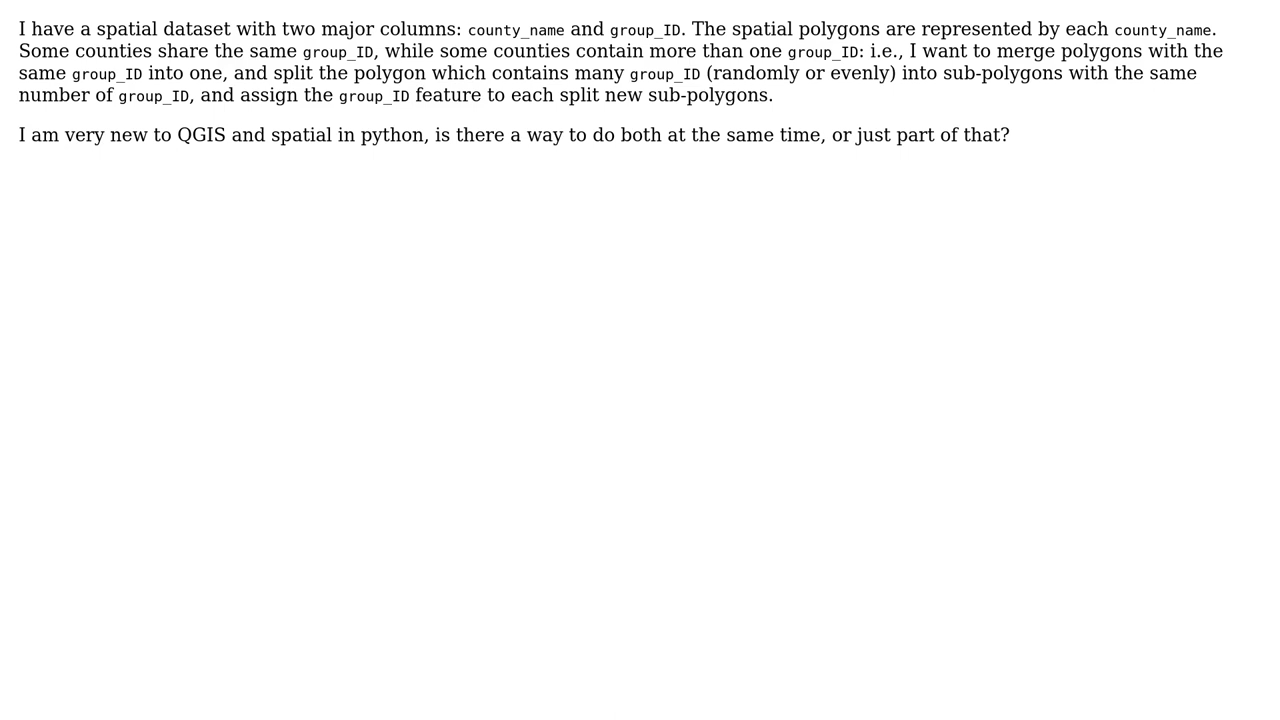 I have a spatial dataset with two major columns: county_name and group_ID. The spatial polygons are represented by each county_name.
Some counties share the same group_ID, while some counties contain more than one group_ID: i.e., I want to merge polygons with the
same group_ID into one, and split the polygon which contains many group_ID (randomly or evenly) into sub-polygons with the same
number of group_ID, and assign the group_ID feature to each split new sub-polygons.
I am very new to QGIS and spatial in python, is there a way to do both at the same time, or just part of that?